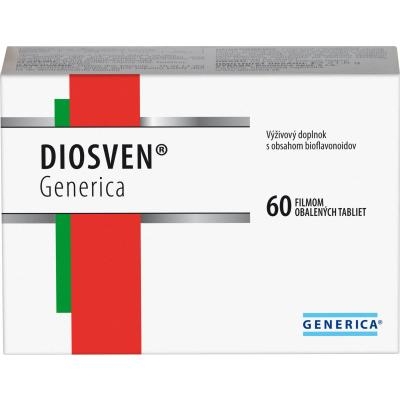 DIOSVEN®
Generica
Výživový doplnok
s obsahom bioflavonoidov
60 FILMOM
OBALENÝCH TABLIET
GENERICA®